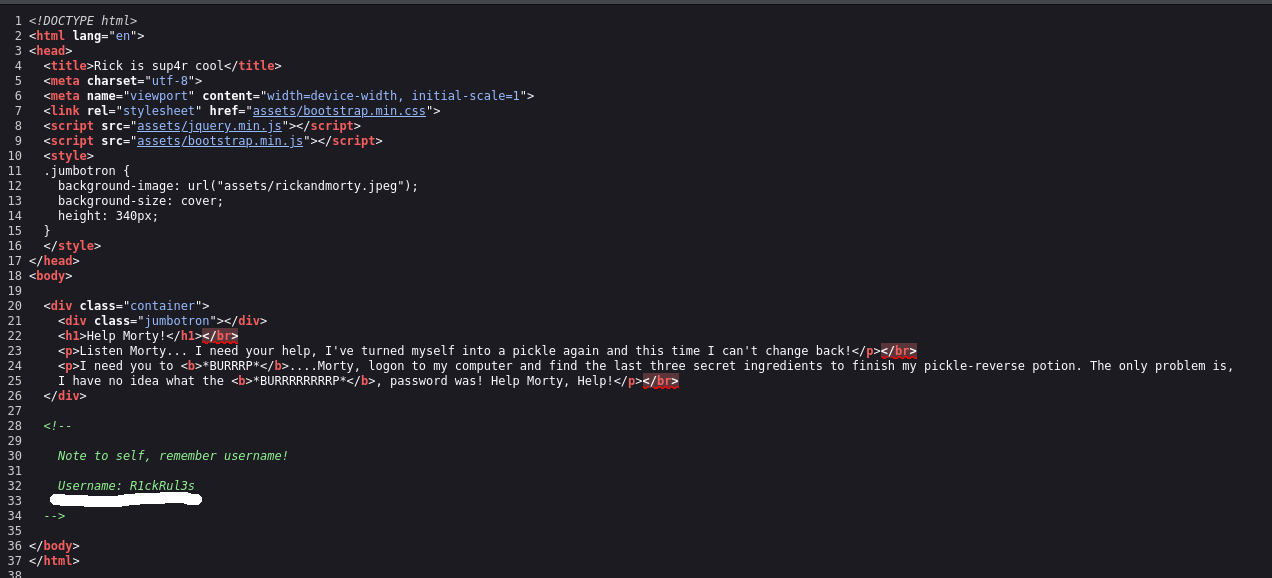 1 <!DOCTYPE html>
2 <html lang="en">
3 <head>
4   <title>Rick is sup4r cool</title>
5   <meta charset="utf-8">
6   <meta name="viewport" content="width=device-width, initial-scale=1">
7   <link rel="stylesheet" href="assets/bootstrap.min.css">
8   <script src="assets/jquery.min.js"></script>
9   <script src="assets/bootstrap.min.js"></script>
10   <style>
11   .jumbotron {
12     background-image: url("assets/rickandmorty.jpeg");
13     background-size: cover;
14     height: 340px;
15   }
16   </style>
17 </head>
18 <body>
19
20   <div class="container">
21     <div class="jumbotron"></div>
22     <h1>Help Morty!</h1></br>
23     <p>Listen Morty... I need your help, I've turned myself into a pickle again and this time I can't change back!</p></br>
24     <p>I need you to <b>*BURRRP*</b>....Morty, logon to my computer and find the last three secret ingredients to finish my pickle-reverse potion. The only problem is,
25     I have no idea what the <b>*BURRRRRRRRP*</b>, password was! Help Morty, Help!</p></br>
26   </div>
27
28   <!--
29
30     Note to self, remember username!
31
32     Username: R1ckRul3s
33
34   -->
35
36 </body>
37 </html>
38